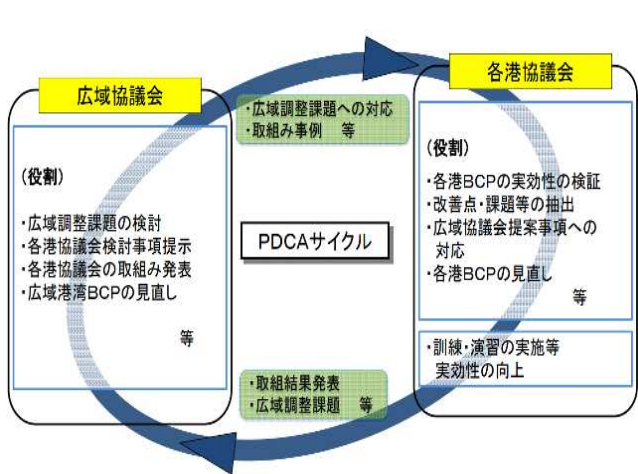 広域協議会
(役割)
・広域調整課題の検討
・各港協議会検討事項提示
・各港協議会の取組み発表
・広域港湾BCPの見直し
等
・広域調整課題への対応
・取組み事例 等
PDCAサイクル
・取組結果発表
・広域調整課題 等
各港協議会
(役割)
・各港BCPの実効性の検証
・改善点・課題等の抽出
・広域協議会提案事項への
対応
・各港BCPの見直し
等
・訓練・演習の実施等
実効性の向上